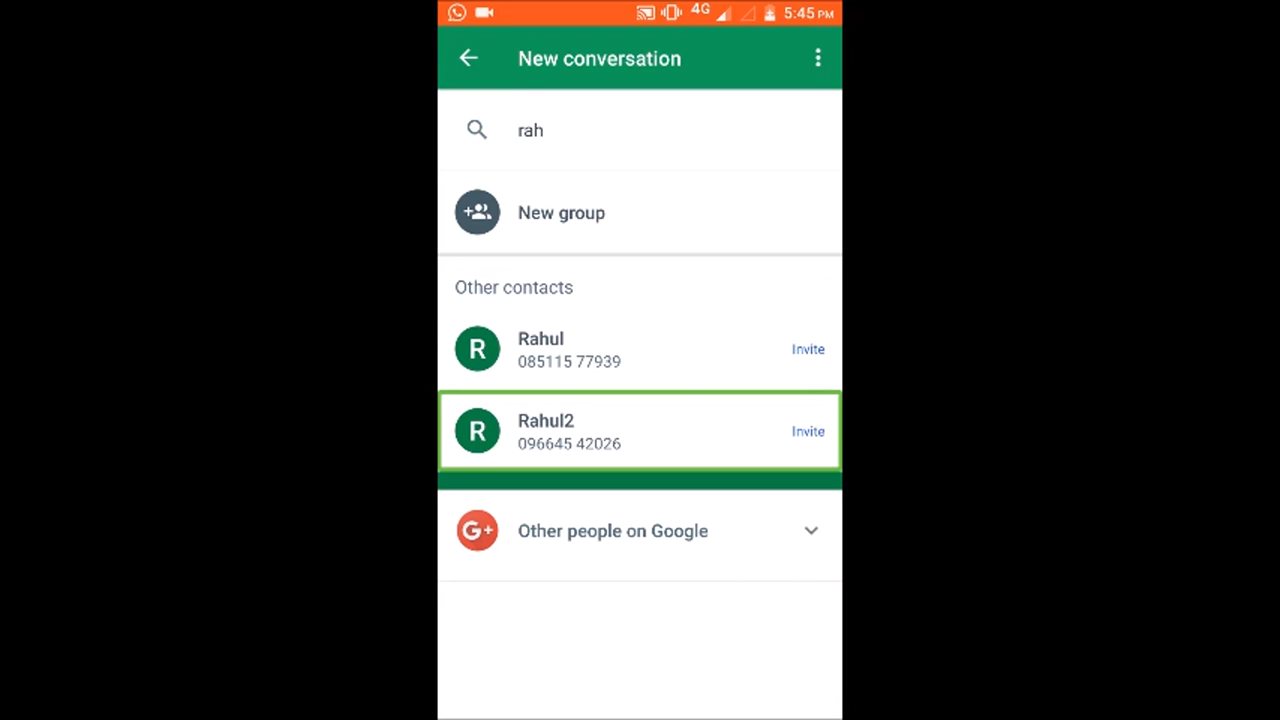 4G 5:45 PM
New conversation
rah
New group
Other contacts
R Rahul
085115 77939 Invite
R Rahul2
096645 42026 Invite
G+ Other people on Google